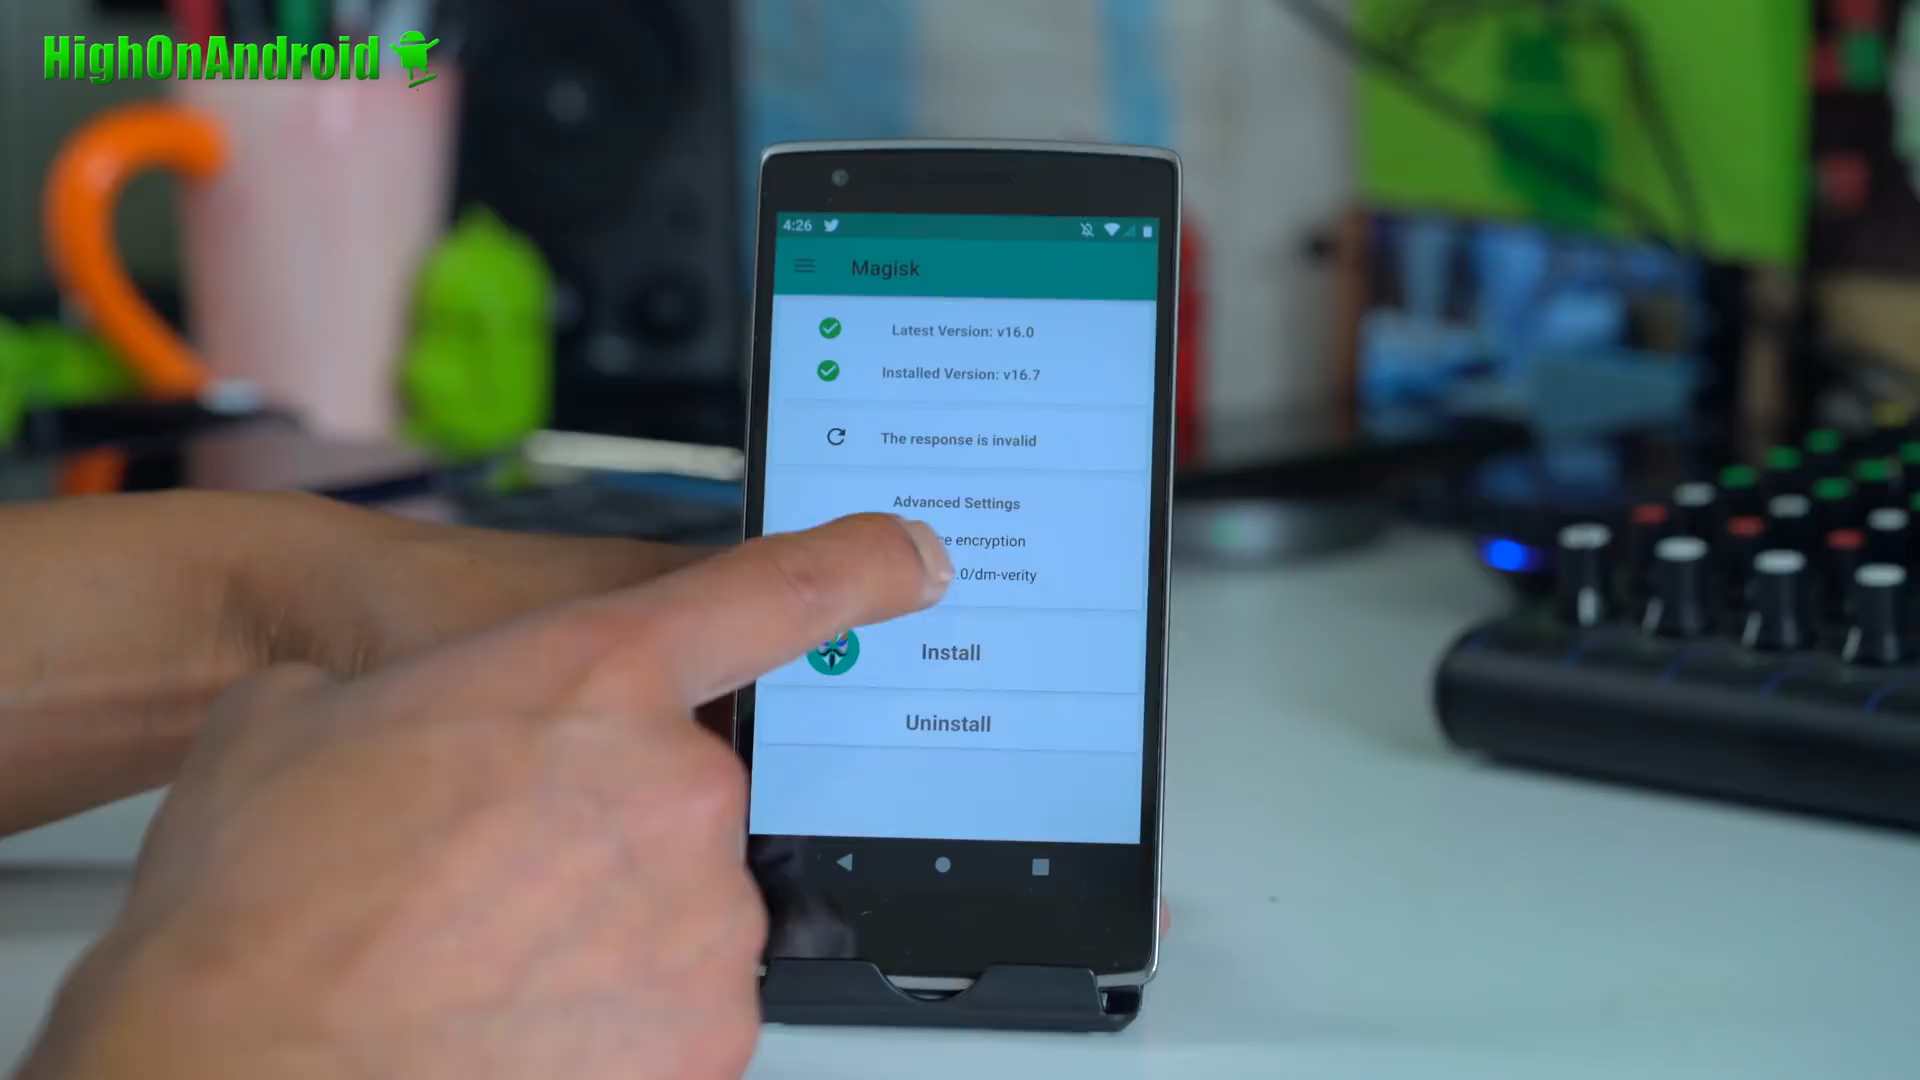 HighOnAndroid
4:26
Magisk
Latest Version: v16.0
Installed Version: v16.7
The response is invalid
Advanced Settings
encryption
.0/dm-verity
Install
Uninstall